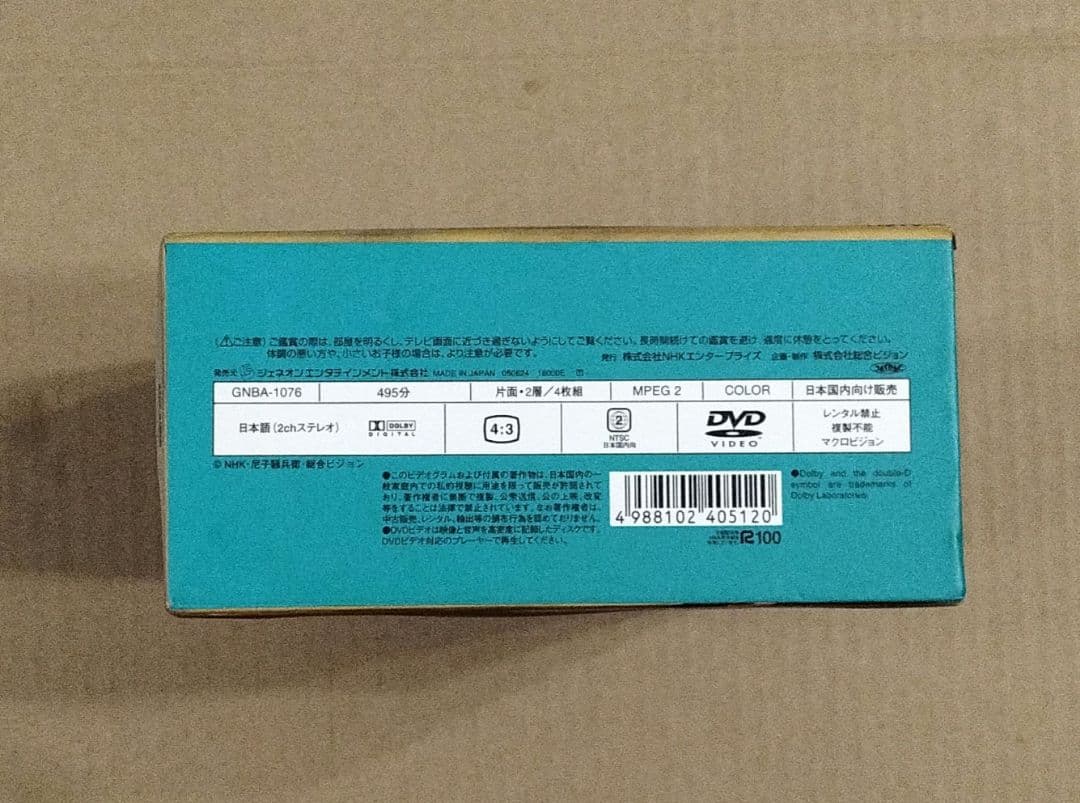 (⚠ご注意) ご鑑賞の際は、部屋を明るくし、テレビ画面に近づき過ぎないようにしてご覧ください。長時間続けての鑑賞を避け、適度に休憩をとってください。
体調の悪い方や、小さいお子様の場合は、より注意が必要です。
発行 株式会社NHKエンタープライズ 企画・制作 株式会社総合ビジョン
発売元 ジェネオン エンタテインメント株式会社 MADE IN JAPAN 050624 18000E
GNBA-1076 495分 片面・2層/4枚組 MPEG 2 COLOR 日本国内向け販売
日本語(2chステレオ) DOLBY DIGITAL 4:3 2 NTSC 日本国内向 DVD VIDEO レンタル禁止
複製不能
マクロビジョン
© NHK・尼子騒兵衛・総合ビジョン
●このビデオグラムおよび付属の著作物は、日本国内の一
般家庭内での私的視聴に用途を限って販売が許諾されて
おり、著作権者に無断で複製、公衆送信、公の上映、改変
等をすることは法律で禁止されています。なお著作権者は、
中古販売、レンタル、輸出等の頒布行為を認めておりません。
●DVDビデオは映像と音声を高密度に記録したディスクです。
DVDビデオ対応のプレーヤーで再生してください。
4 988102 405120
R100
●Dolby and the double-D
symbol are trademarks of
Dolby Laboratories.